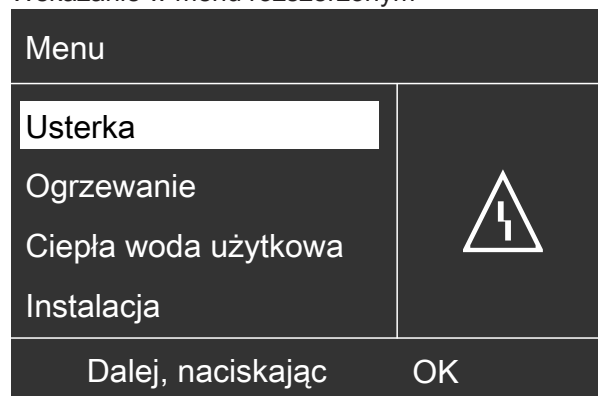 Menu
Usterka
Ogrzewanie
Ciepła woda użytkowa
Instalacja
Dalej, naciskając OK